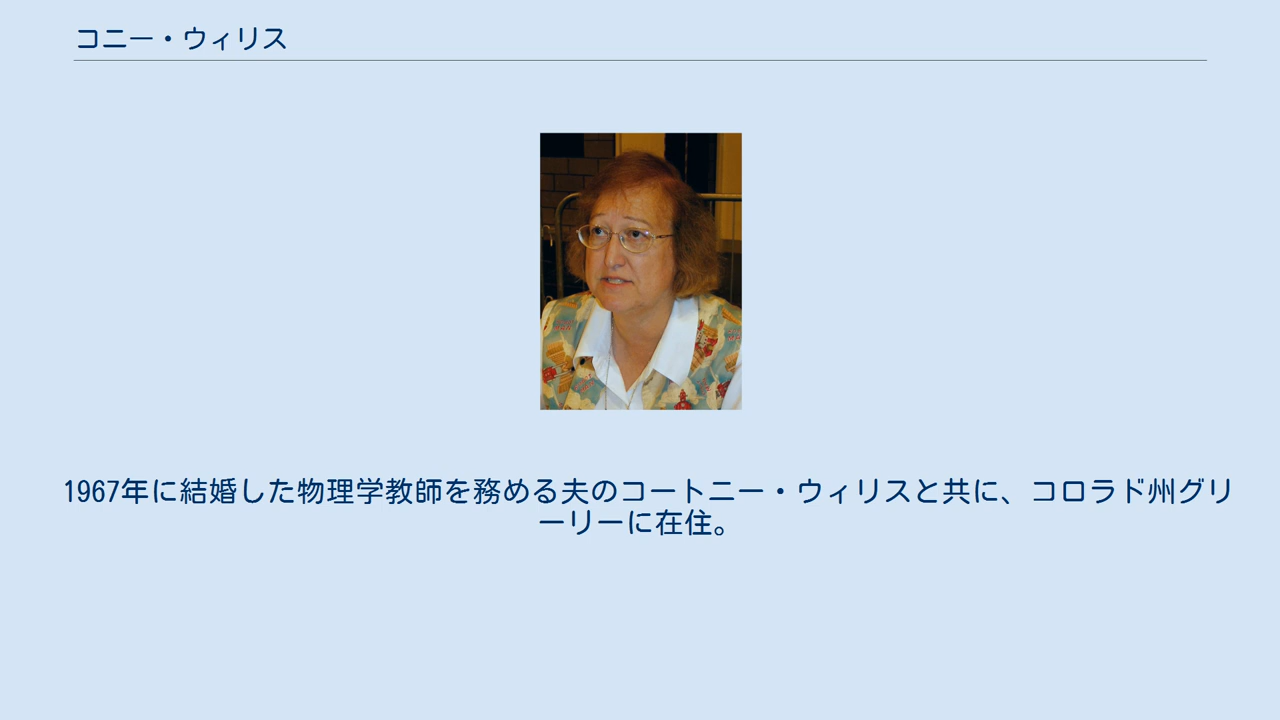 コニー・ウィリス
1967年に結婚した物理学教師を務める夫のコートニー・ウィリスと共に、コロラド州グリ
ーリーに在住。